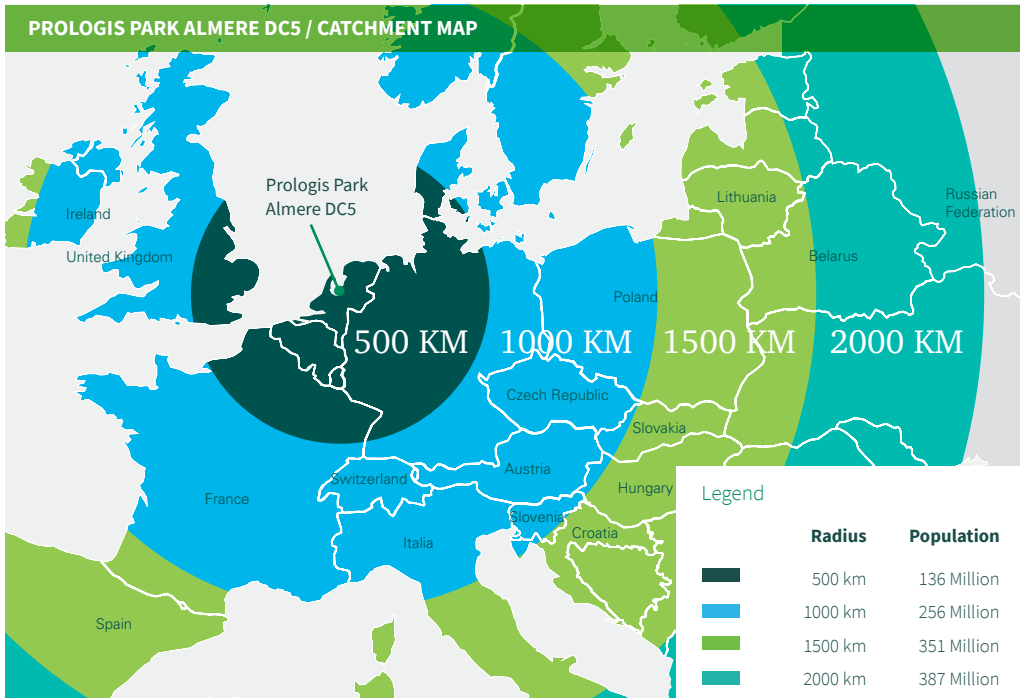 PROLOGIS PARK ALMERE DC5 / CATCHMENT MAP
Prologis Park
Almere DC5
Ireland
United Kingdom
Lithuania
Russian
Federation
Belarus
Poland
500 KM
1000 KM
1500 KM
2000 KM
Czech Republic
Slovakia
Switzerland
Austria
France
Hungary
Slovenia
Croatia
Italia
Spain
Legend
Radius Population
500 km 136 Million
1000 km 256 Million
1500 km 351 Million
2000 km 387 Million